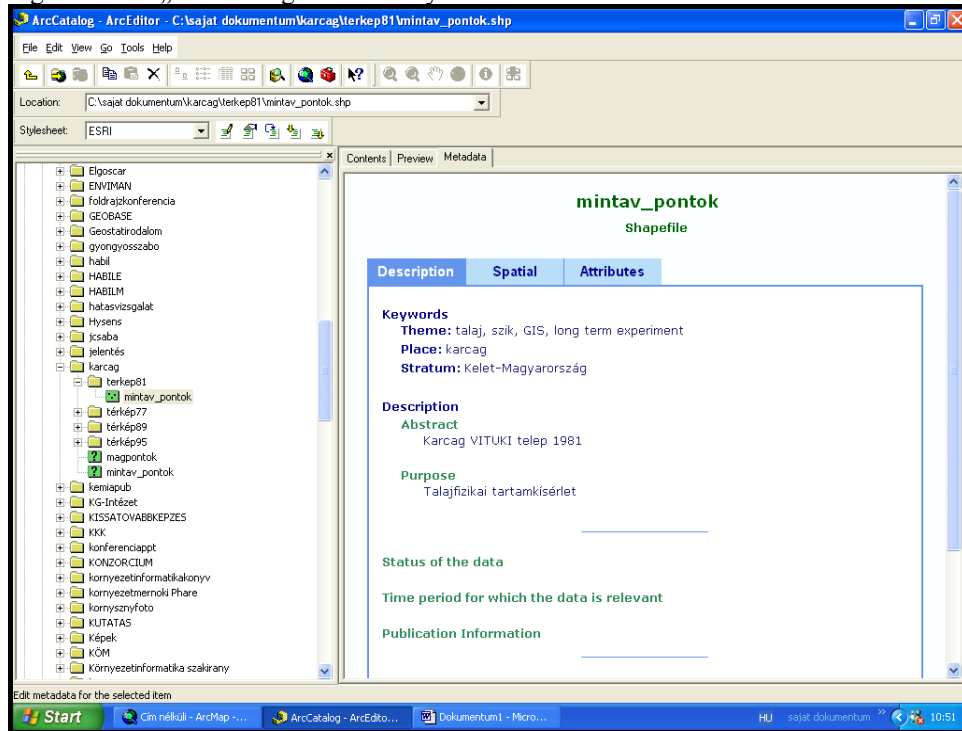 ArcCatalog - ArcEditor - C:\sajat dokumentum\karcag\terkep81\mintav_pontok.shp
File Edit View Go Tools Help
Location: C:\sajat dokumentum\karcag\terkep81\mintav_pontok.shp
Stylesheet: ESRI
Elgoscar
ENVIMAN
foldrajzkonferencia
GEOBASE
Geostatirodalom
gyongyosszabo
habil
HABILE
HABILM
hatasvizsgalat
Hysens
jcsaba
jelentés
karcag
terkep81
mintav_pontok
térkép77
térkép89
térkép95
magpontok
mintav_pontok
kemiapub
KG-Intézet
KISSATOVABBKEPZES
KKK
konferenciappt
KONZORCIUM
kornyezetinformatikakonyv
kornyezetmernoki Phare
kornysznyfoto
KUTATAS
Képek
KÖM
Környezetinformatika szakirany
Contents Preview Metadata
mintav_pontok
Shapefile
Description Spatial Attributes
Keywords
Theme: talaj, szik, GIS, long term experiment
Place: karcag
Stratum: Kelet-Magyarország
Description
Abstract
Karcag VITUKI telep 1981
Purpose
Talajfizikai tartamkísérlet
Status of the data
Time period for which the data is relevant
Publication Information
Edit metadata for the selected item
Start Cím nélküli - ArcMap -... ArcCatalog - ArcEdito... Dokumentum1 - Micro... HU sajat dokumentum » 10:51